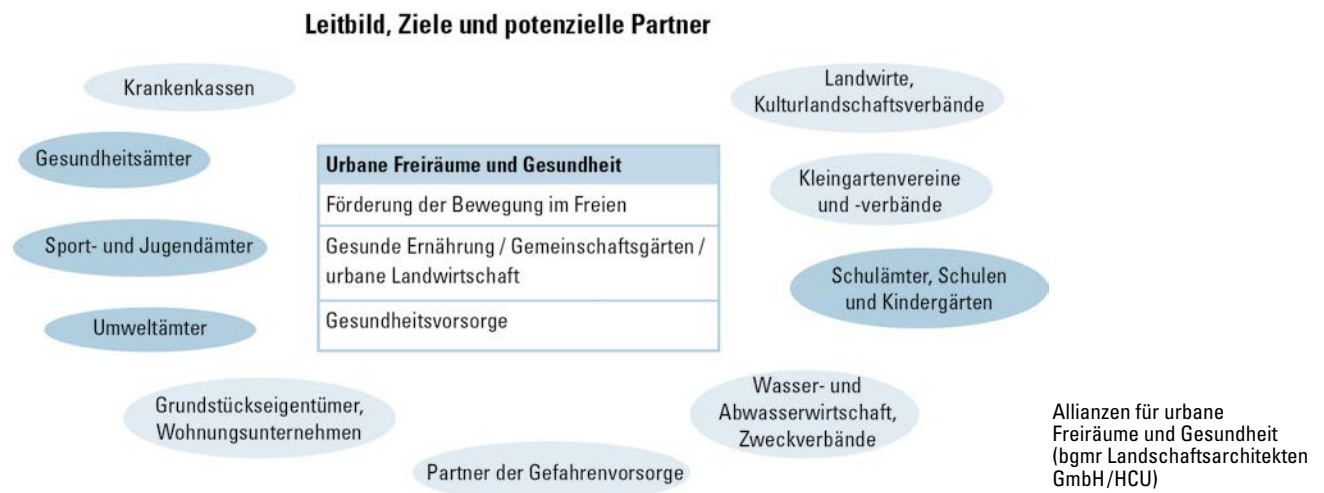 Leitbild, Ziele und potenzielle Partner
Krankenkassen
Gesundheitsämter
Sport- und Jugendämter
Umweltämter
Grundstückseigentümer,
Wohnungsunternehmen
Partner der Gefahrenvorsorge
Urbane Freiräume und Gesundheit
Förderung der Bewegung im Freien
Gesunde Ernährung / Gemeinschaftsgärten /
urbane Landwirtschaft
Gesundheitsvorsorge
Landwirte,
Kulturlandschaftsverbände
Kleingartenvereine
und -verbände
Schulämter, Schulen
und Kindergärten
Wasser- und
Abwasserwirtschaft,
Zweckverbände
Allianzen für urbane
Freiräume und Gesundheit
(bgmr Landschaftsarchitekten
GmbH/HCU)